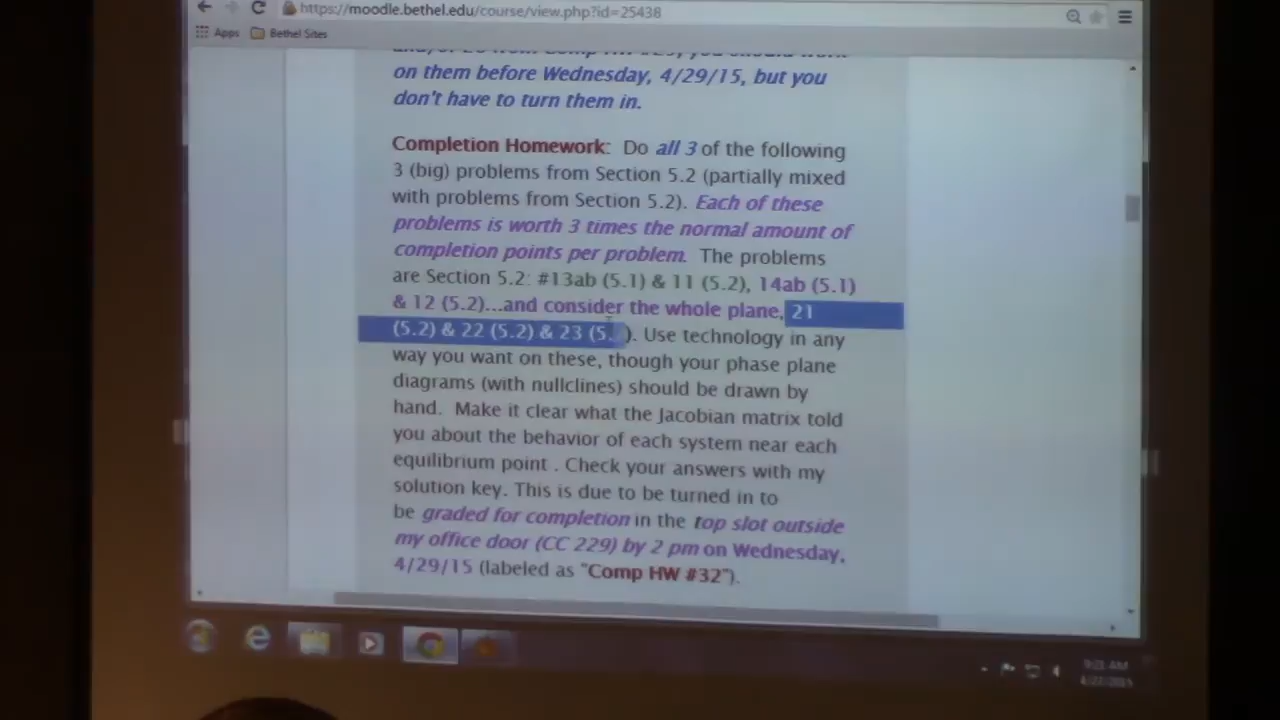 https://moodle.bethel.edu/course/view.php?id=25438
Apps Bethel Sites
on them before Wednesday, 4/29/15, but you
don't have to turn them in.
Completion Homework: Do all 3 of the following
3 (big) problems from Section 5.2 (partially mixed
with problems from Section 5.2). Each of these
problems is worth 3 times the normal amount of
completion points per problem. The problems
are Section 5.2: #13ab (5.1) & 11 (5.2), 14ab (5.1)
& 12 (5.2)...and consider the whole plane, 21
(5.2) & 22 (5.2) & 23 (5. ). Use technology in any
way you want on these, though your phase plane
diagrams (with nullclines) should be drawn by
hand. Make it clear what the Jacobian matrix told
you about the behavior of each system near each
equilibrium point . Check your answers with my
solution key. This is due to be turned in to
be graded for completion in the top slot outside
my office door (CC 229) by 2 pm on Wednesday,
4/29/15 (labeled as "Comp HW #32").